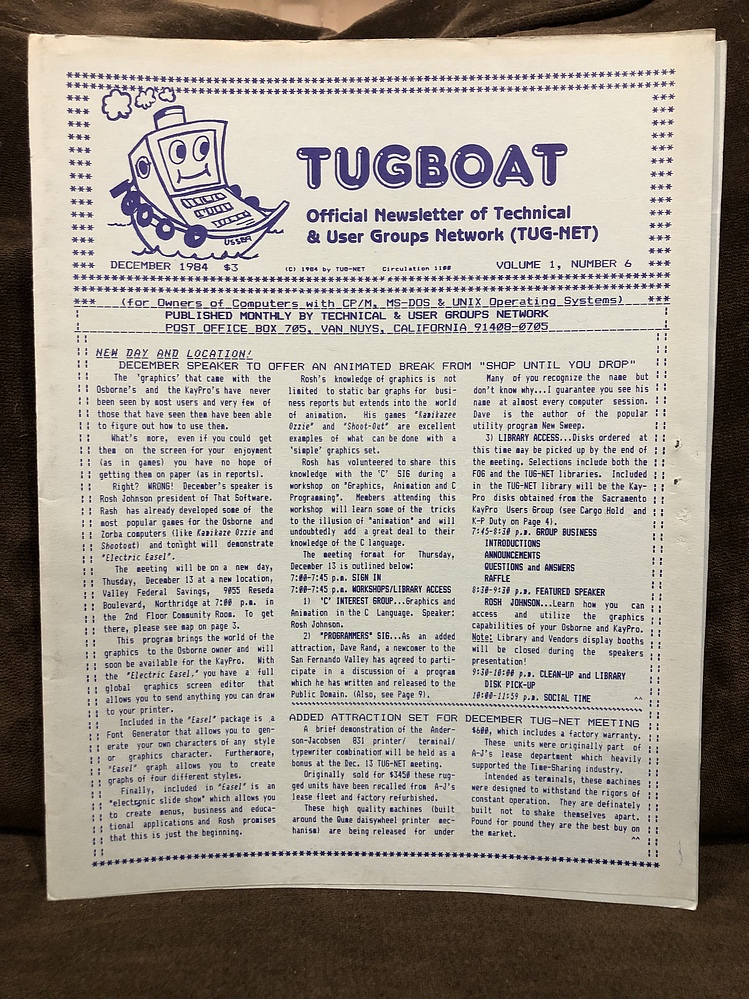 TUGBOAT
Official Newsletter of Technical
& User Groups Network (TUG-NET)
DECEMBER 1984 $3
(C) 1984 by TUG-NET Circulation 1100
VOLUME 1, NUMBER 6
(for Owners of Computers with CP/M, MS-DOS & UNIX Operating Systems)
PUBLISHED MONTHLY BY TECHNICAL & USER GROUPS NETWORK
POST OFFICE BOX 705, VAN NUYS, CALIFORNIA 91408-0705
NEW DAY AND LOCATION!
DECEMBER SPEAKER TO OFFER AN ANIMATED BREAK FROM "SHOP UNTIL YOU DROP"
The 'graphics' that came with the
Osborne's and the KayPro's have never
been seen by most users and very few of
those that have seen them have been able
to figure out how to use them.
What's more, even if you could get
them on the screen for your enjoyment
(as in games) you have no hope of
getting them on paper (as in reports).
Right? WRONG! December's speaker is
Rosh Johnson president of That Software.
Rash has already developed some of the
most popular games for the Osborne and
Zorba computers (like Kamikaze Ozzie and
Shootout) and tonight will demonstrate
"Electric Easel".
The meeting will be on a new day,
Thursday, December 13 at a new location,
Valley Federal Savings, 9055 Reseda
Boulevard, Northridge at 7:00 p.m. in
the 2nd Floor Community Room. To get
there, please see map on page 3.
This program brings the world of the
graphics to the Osborne owner and will
soon be available for the KayPro. With
the "Electric Easel," you have a full
global graphics screen editor that
allows you to send anything you can draw
to your printer.
Included in the "Easel" package is a
Font Generator that allows you to gen-
erate your own characters of any style
or graphics character. Furthermore,
"Easel" graph allows you to create
graphs of four different styles.
Finally, included in "Easel" is an
"electronic slide show" which allows you
to create menus, business and educa-
tional applications and Rosh promises
that this is just the beginning.
Rosh's knowledge of graphics is not
limited to static bar graphs for busi-
ness reports but extends into the world
of animation. His games "Kamikazee
Ozzie" and "Shoot-Out" are excellent
examples of what can be done with a
'simple' graphics set.
Rosh has volunteered to share this
knowledge with the 'C' SIG during a
workshop on "Graphics, Animation and C
Programming". Members attending this
workshop will learn some of the tricks
to the illusion of "animation" and will
undoubtedly add a great deal to their
knowledge of the C language.
The meeting format for Thursday,
December 13 is outlined below:
7:00-7:45 p.m. SIGN IN
7:00-7:45 p.m. WORKSHOPS/LIBRARY ACCESS
1) 'C' INTEREST GROUP...Graphics and
Animation in the C Language. Speaker:
Rosh Johnson.
2) "PROGRAMMERS" SIG...As an added
attraction, Dave Rand, a newcomer to the
San Fernando Valley has agreed to parti-
cipate in a discussion of a program
which he has written and released to the
Public Domain. (Also, see Page 9).
Many of you recognize the name but
don't know why...I guarantee you see his
name at almost every computer session.
Dave is the author of the popular
utility program New Sweep.
3) LIBRARY ACCESS...Disks ordered at
this time may be picked up by the end of
the meeting. Selections include both the
FOG and the TUG-NET libraries. Included
in the TUG-NET library will be the Kay-
Pro disks obtained from the Sacramento
KayPro Users Group (see Cargo Hold and
K-P Duty on Page 4).
7:45-8:30 p.m. GROUP BUSINESS
INTRODUCTIONS
ANNOUNCEMENTS
QUESTIONS and ANSWERS
RAFFLE
8:30-9:30 p.m. FEATURED SPEAKER
ROSH JOHNSON...Learn how you can
access and utilize the graphics
capabilities of your Osborne and KayPro.
Note: Library and Vendors display booths
will be closed during the speakers
presentation!
9:30-10:00 p.m. CLEAN-UP and LIBRARY
DISK PICK-UP
10:00-11:59 p.m. SOCIAL TIME ^^
ADDED ATTRACTION SET FOR DECEMBER TUG-NET MEETING
A brief demonstration of the Ander-
son-Jacobsen 831 printer/ terminal/
typewriter combination will be held as a
bonus at the Dec. 13 TUG-NET meeting.
Originally sold for $3450 these rug-
ged units have been recalled from A-J's
lease fleet and factory refurbished.
These high quality machines (built
around the Qume daisywheel printer mec-
hanism) are being released for under
$600, which includes a factory warranty.
These units were originally part of
A-J's lease department which heavily
supported the Time-Sharing industry.
Intended as terminals, these machines
were designed to withstand the rigors of
constant operation. They are definately
built not to shake themselves apart.
Pound for pound they are the best buy on
the market. ^^